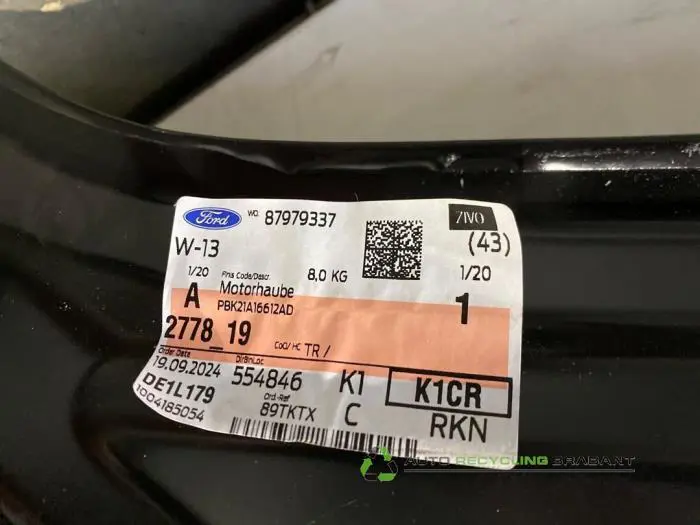 Ford WO. 87979337 ZIVO
W-13 (43)
1/20 Finis Code/Descr. 8,0 KG 1/20
A Motorhaube 1
PBK21A16612AD
2778_19 CoO/HC TR/
Order Date Dir/BinLoc
19.09.2024 554846 K1 K1CR
DE1L179 Ord.-Ref
1004185054 89TKTX C RKN
AUTO RECYCLING BRABANT